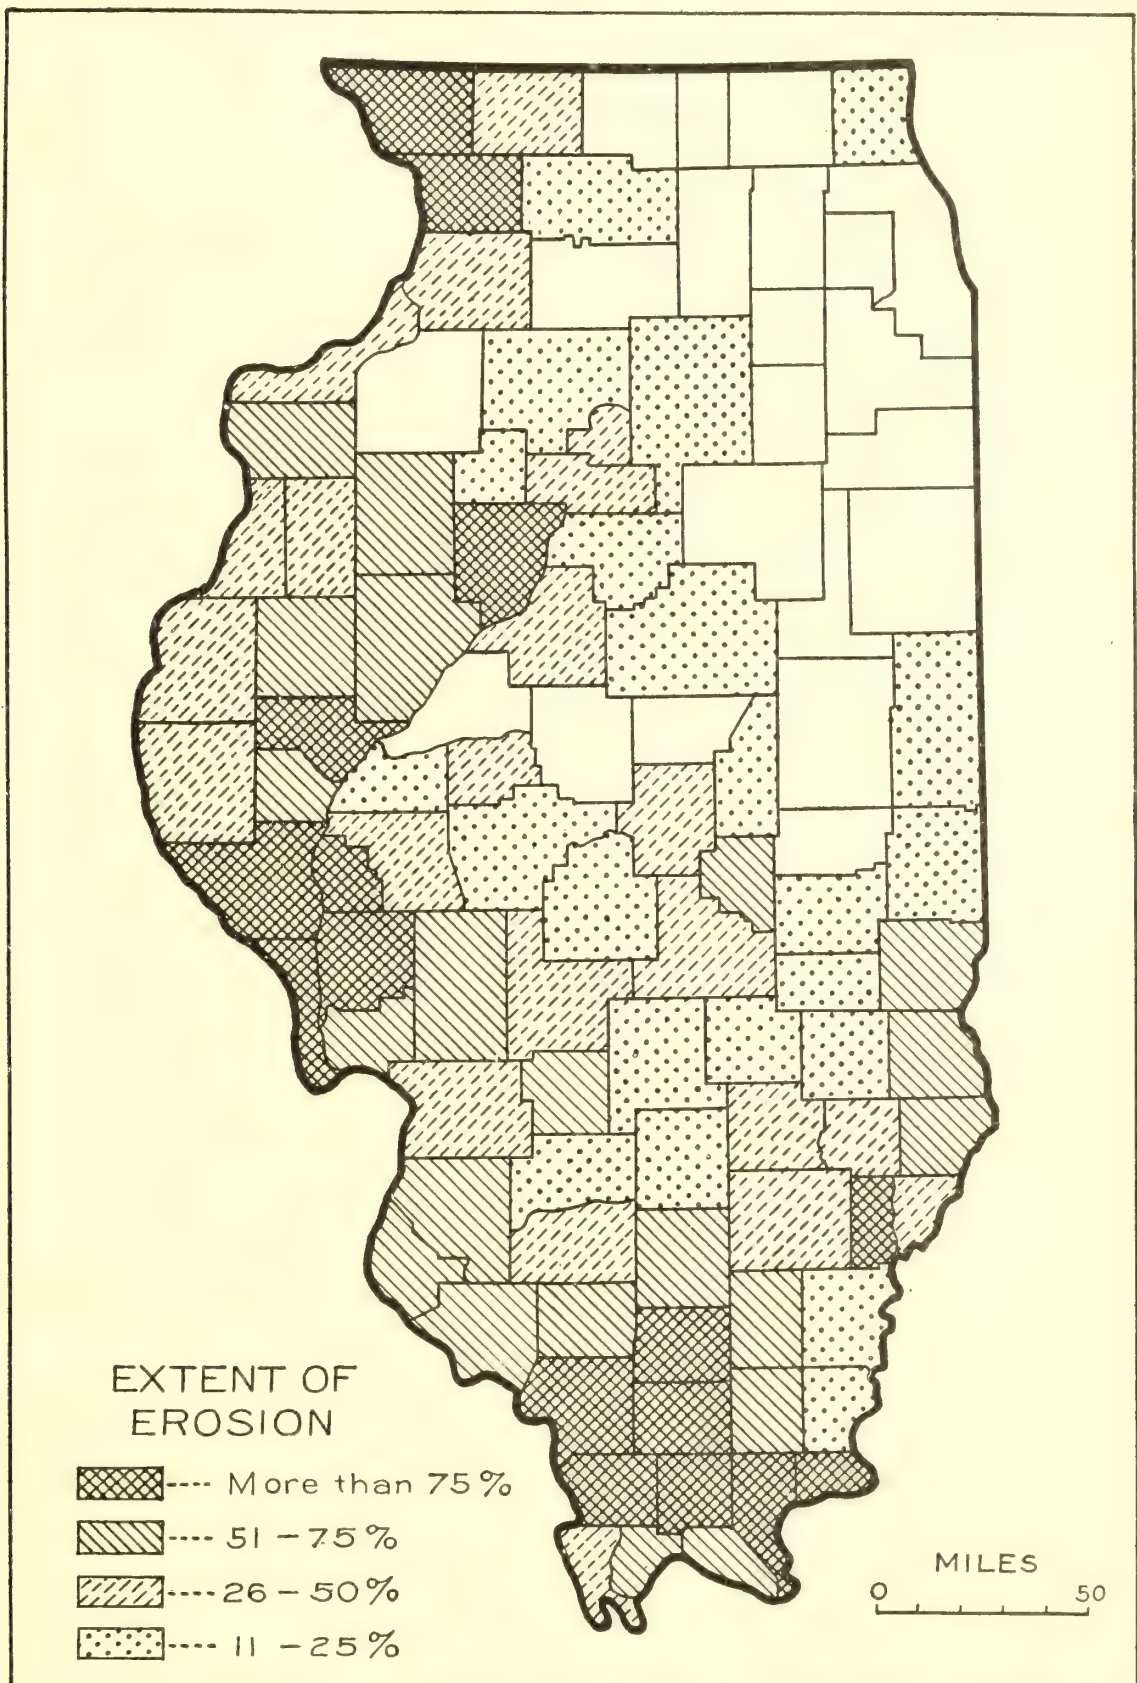 EXTENT OF
EROSION
---- More than 75%
---- 51 - 75%
---- 26 - 50%
---- 11 - 25%
MILES
0 50